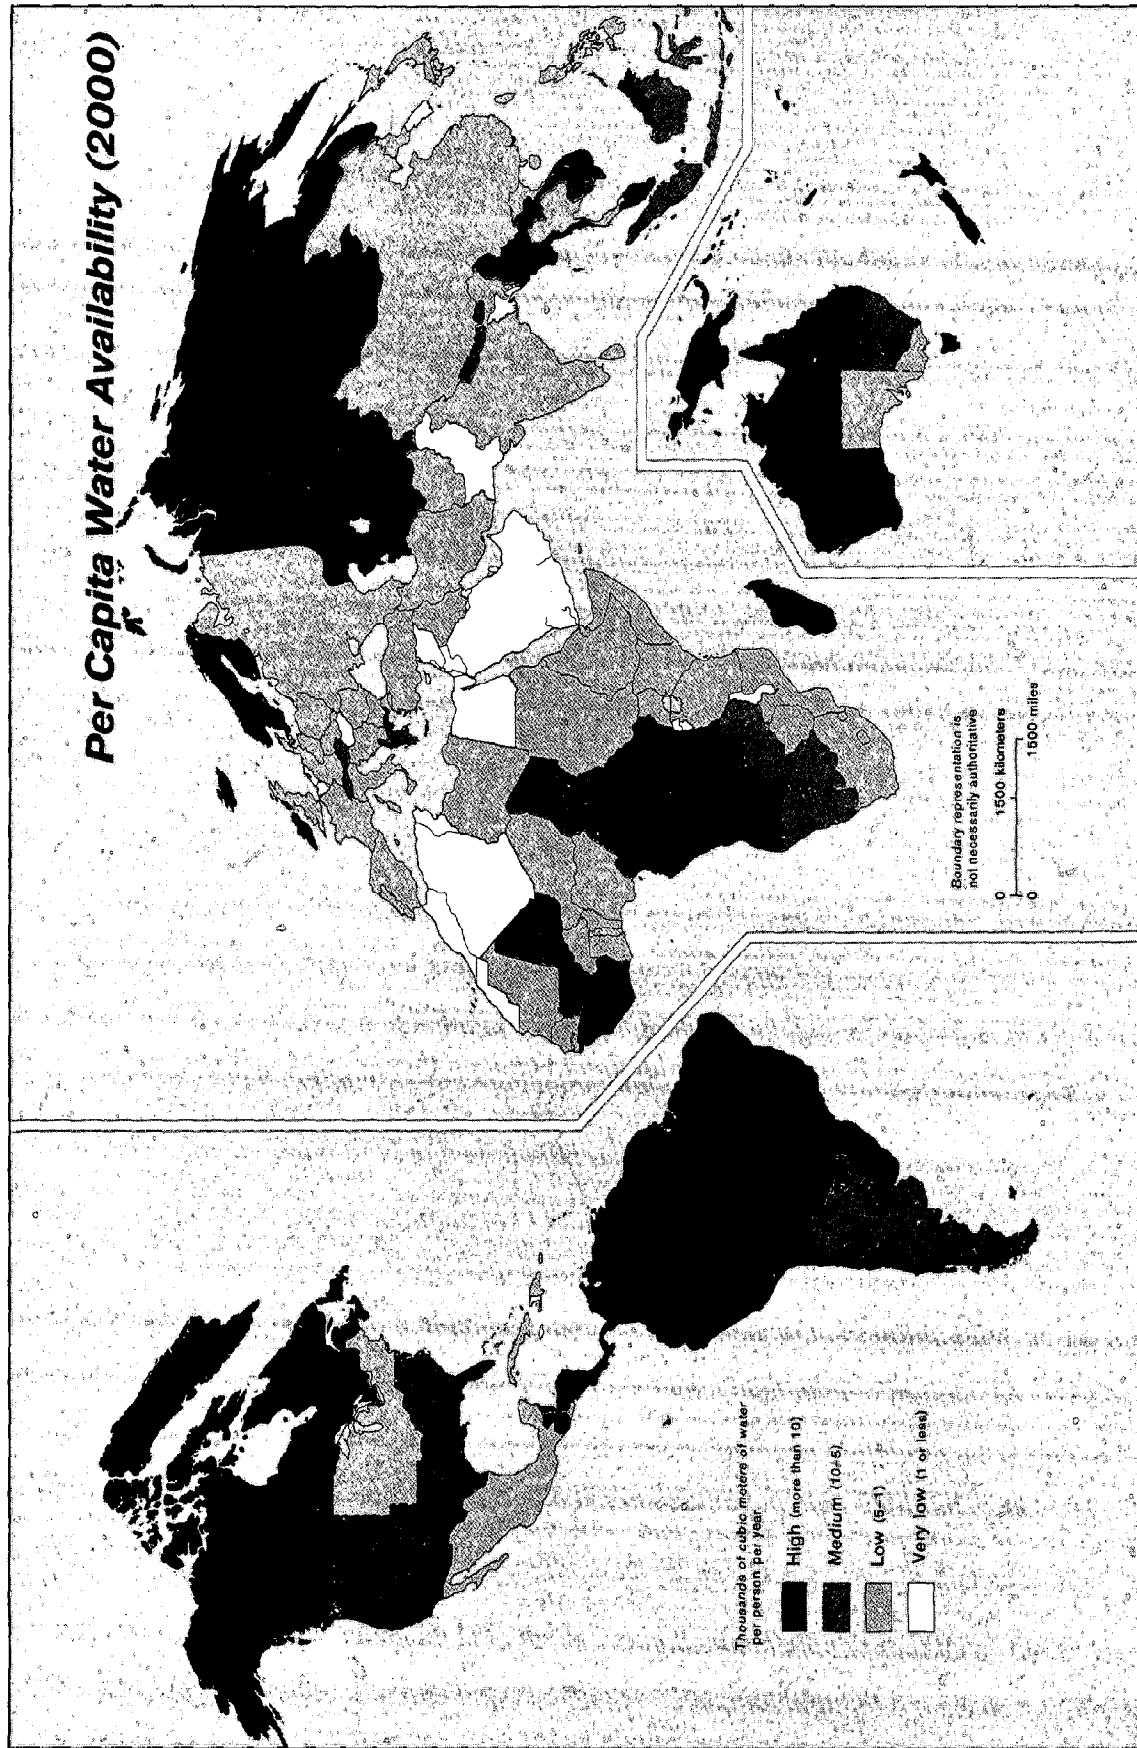 Per Capita Water Availability (2000)
Boundary representation is
not necessarily authoritative
0 1500 kilometers
0 1500 miles
Thousands of cubic meters of water
per person per year
High (more than 10)
Medium (10–5)
Low (5–1)
Very low (1 or less)